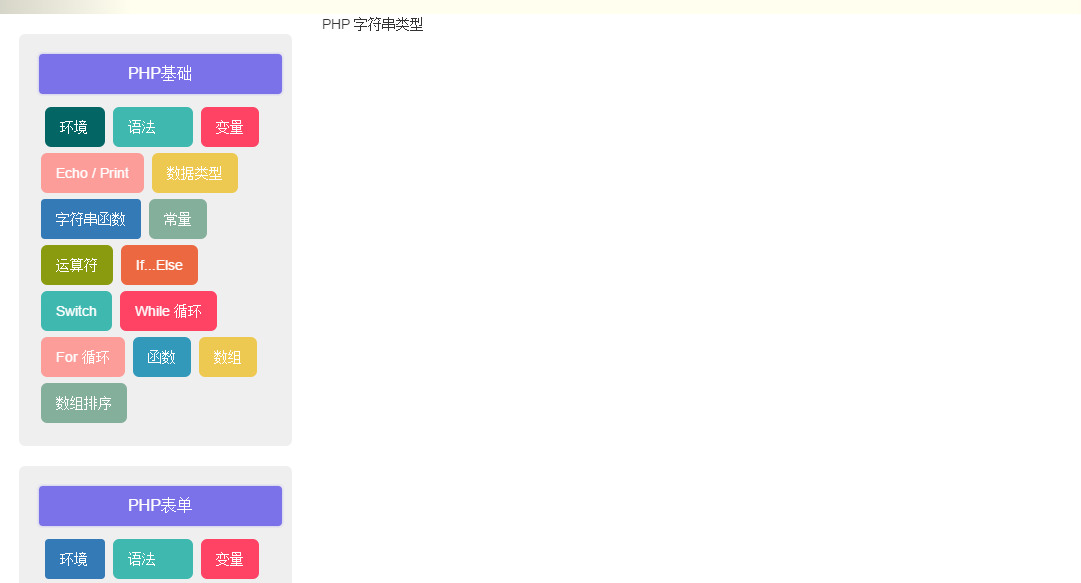 PHP 字符串类型
PHP基础
环境 语法 变量
Echo / Print 数据类型
字符串函数 常量
运算符 If...Else
Switch While 循环
For 循环 函数 数组
数组排序
PHP表单
环境 语法 变量